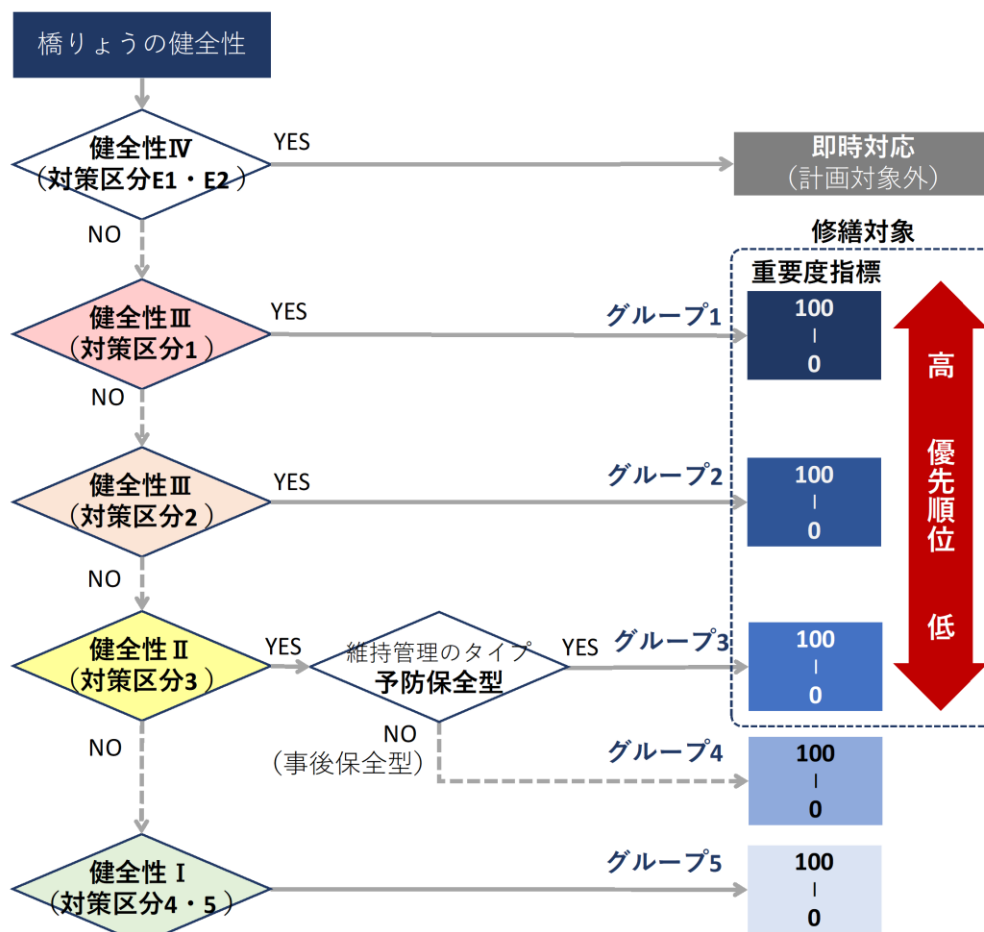 橋りょうの健全性
健全性Ⅳ
（対策区分E1・E2）
YES
即時対応
（計画対象外）
NO
修繕対象
重要度指標
健全性Ⅲ
（対策区分1）
YES
グループ1
100
|
0
高
NO
健全性Ⅲ
（対策区分2）
YES
グループ2
100
|
0
優先順位
NO
健全性Ⅱ
（対策区分3）
YES
維持管理のタイプ
予防保全型
YES
グループ3
100
|
0
低
NO
NO
（事後保全型）
グループ4
100
|
0
健全性Ⅰ
（対策区分4・5）
グループ5
100
|
0